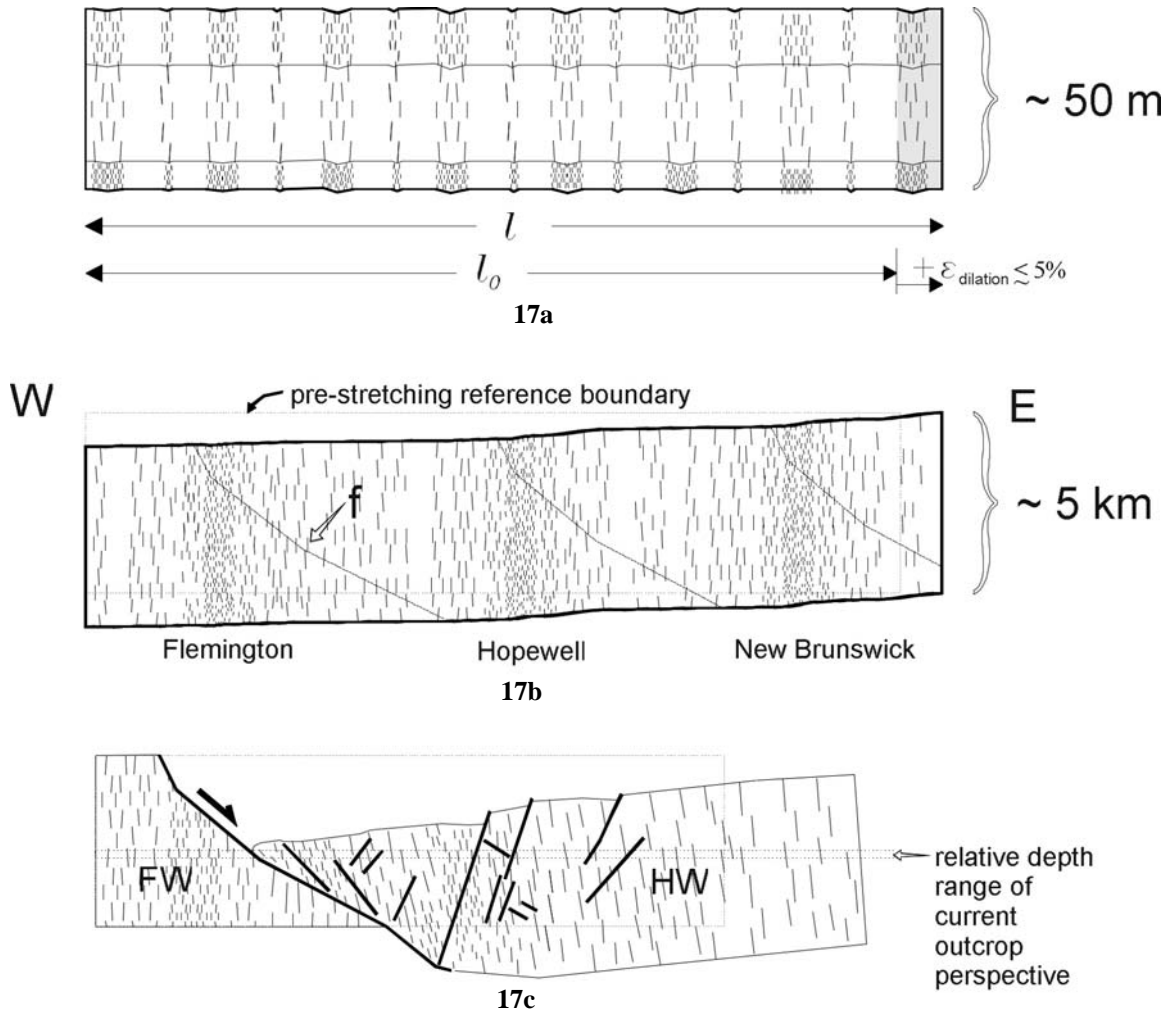 ~ 50 m
l
l0
+ ε dilation ≲ 5%
17a
W
pre-stretching reference boundary
E
f
~ 5 km
Flemington
Hopewell
New Brunswick
17b
FW
HW
relative depth
range of
current
outcrop
perspective
17c